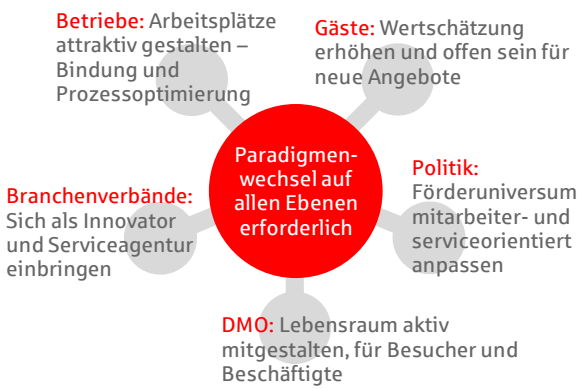 Betriebe: Arbeitsplätze
attraktiv gestalten –
Bindung und
Prozessoptimierung
Gäste: Wertschätzung
erhöhen und offen sein für
neue Angebote
Paradigmen-
wechsel auf
allen Ebenen
erforderlich
Branchenverbände:
Sich als Innovator
und Serviceagentur
einbringen
Politik:
Förderuniversum
mitarbeiter- und
serviceorientiert
anpassen
DMO: Lebensraum aktiv
mitgestalten, für Besucher und
Beschäftigte